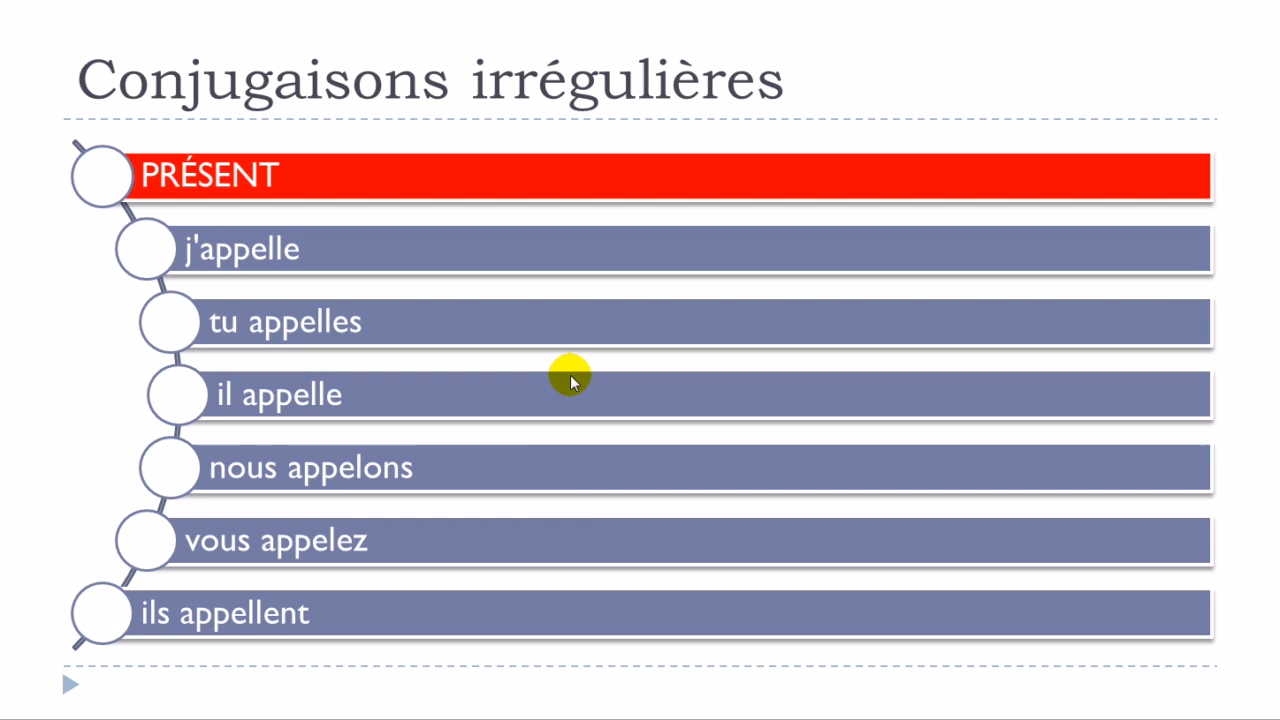 Conjugaisons irrégulières
PRÉSENT
j'appelle
tu appelles
il appelle
nous appelons
vous appelez
ils appellent